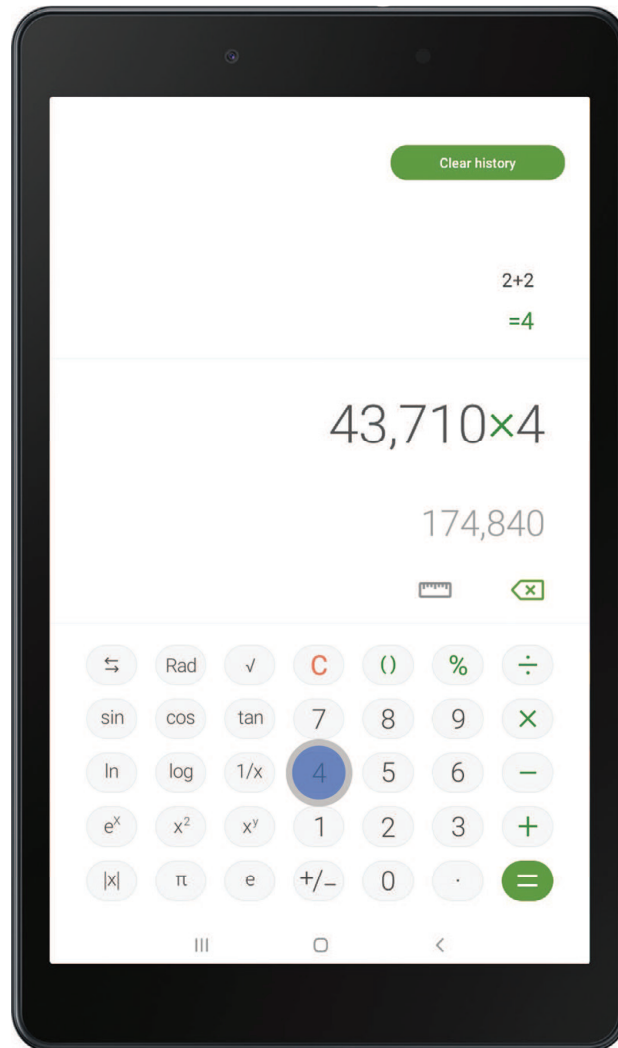 Clear history
2+2
=4
43,710×4
174,840
⇆ Rad √ C () % ÷
sin cos tan 7 8 9 ×
ln log 1/x 4 5 6 −
eˣ x² xʸ 1 2 3 +
|x| π e +/− 0 . =